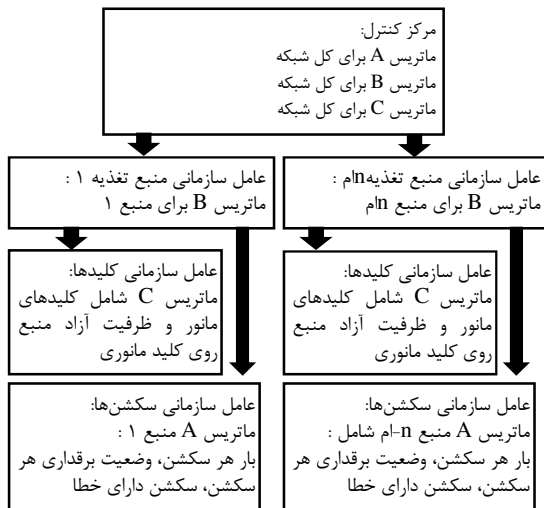 مرکز کنترل:
ماتریس A برای کل شبکه
ماتریس B برای کل شبکه
ماتریس C برای کل شبکه
عامل سازمانی منبع تغذیهnام :
ماتریس B برای منبع nام
عامل سازمانی منبع تغذیه ۱ :
ماتریس B برای منبع ۱
عامل سازمانی کلیدها:
ماتریس C شامل کلیدهای
مانور و ظرفیت آزاد منبع
روی کلید مانوری
عامل سازمانی کلیدها:
ماتریس C شامل کلیدهای
مانور و ظرفیت آزاد منبع
روی کلید مانوری
عامل سازمانی سکشن‌ها:
ماتریس A منبع n-ام شامل :
بار هر سکشن، وضعیت برقداری هر
سکشن، سکشن دارای خطا
عامل سازمانی سکشن‌ها:
ماتریس A منبع ۱ :
بار هر سکشن، وضعیت برقداری هر
سکشن، سکشن دارای خطا